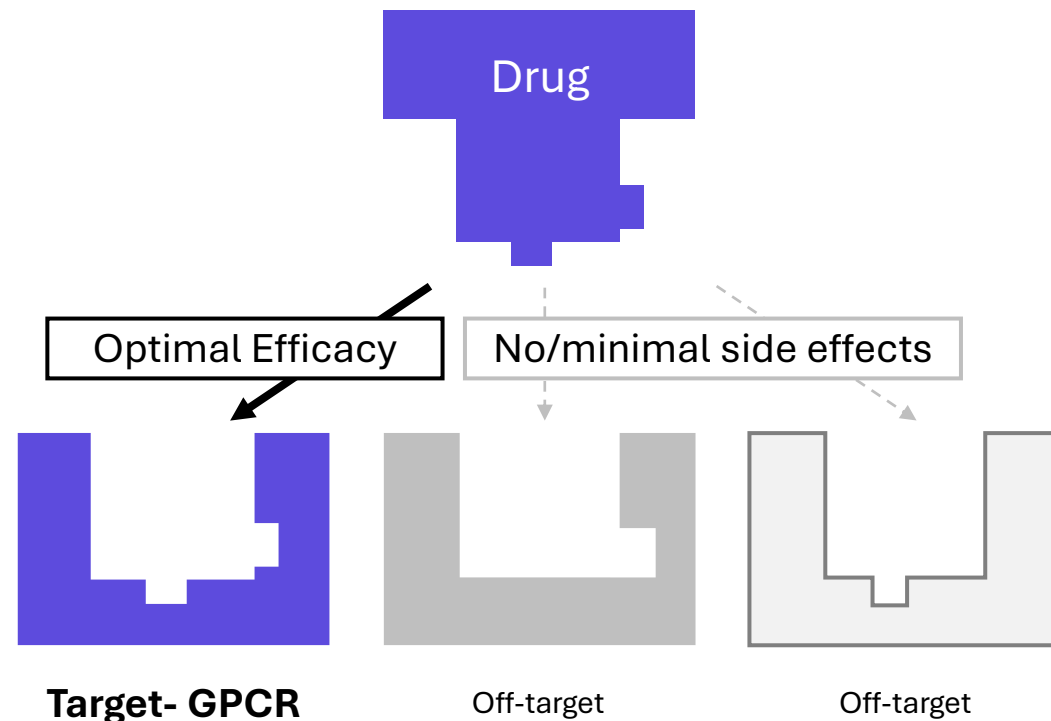 Drug
Optimal Efficacy
No/minimal side effects
Target- GPCR
Off-target
Off-target